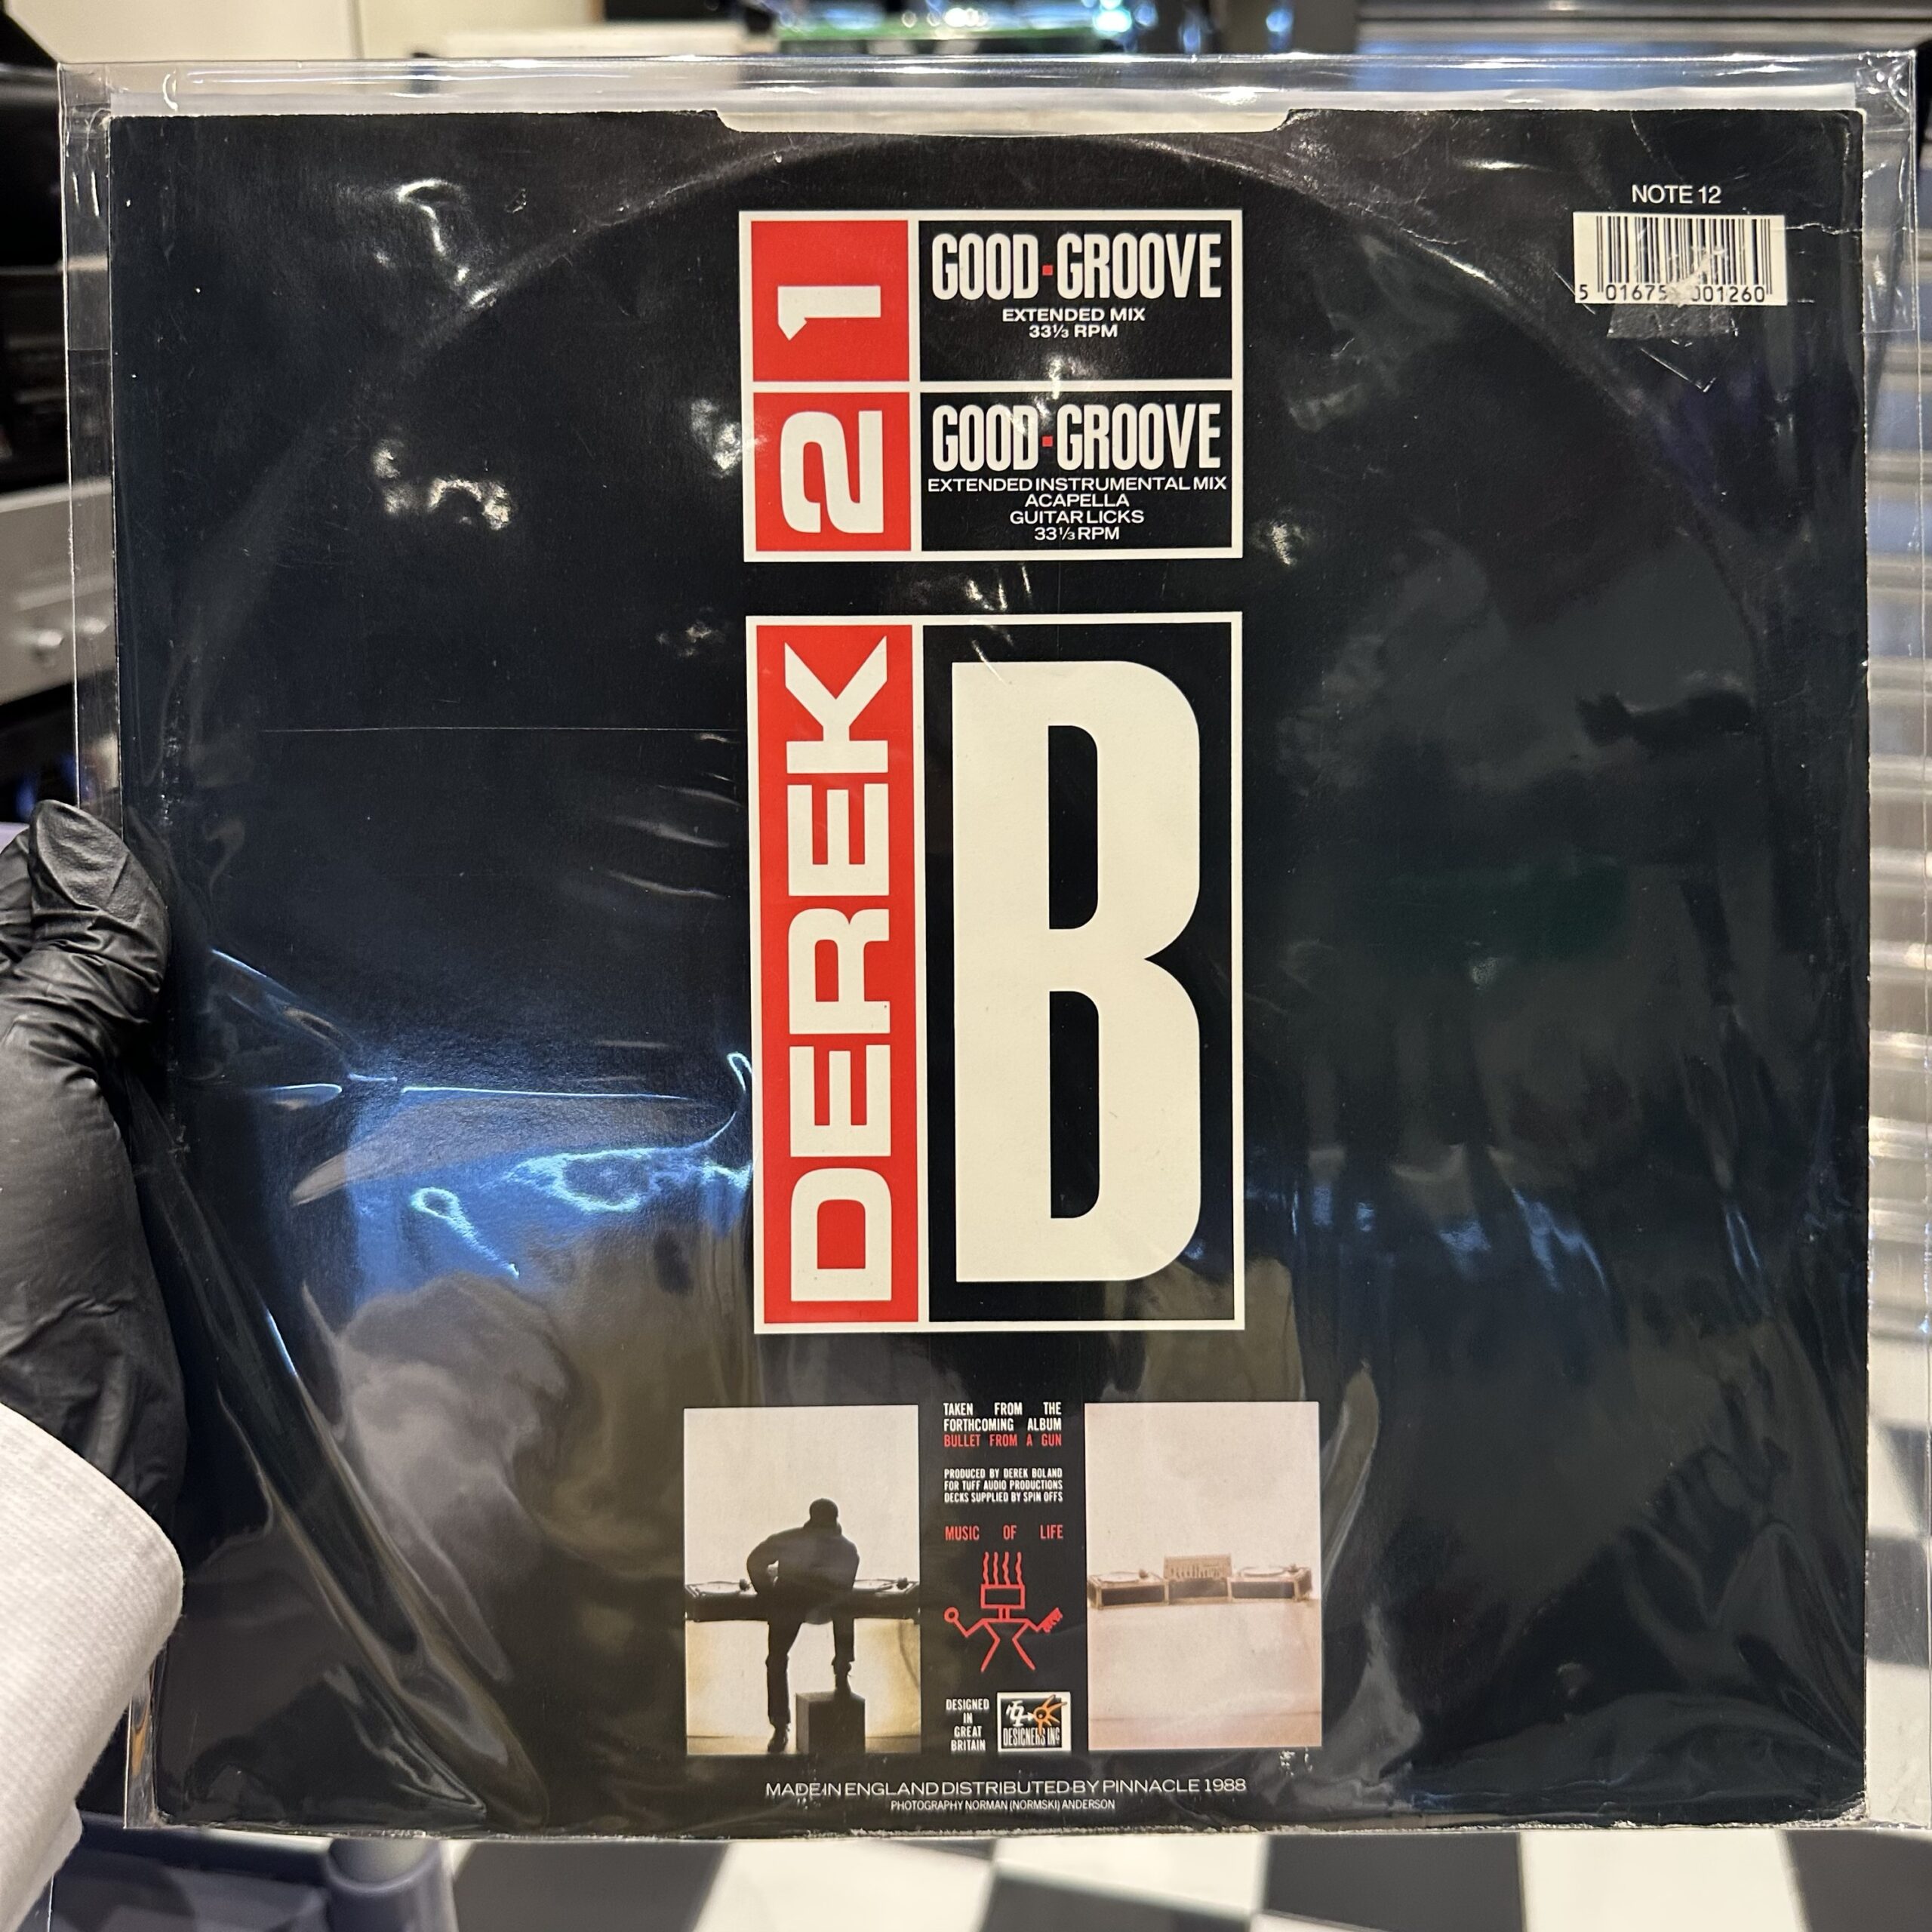 NOTE 12
5 01675 001260
1
GOOD·GROOVE
EXTENDED MIX
33⅓ RPM
2
GOOD·GROOVE
EXTENDED INSTRUMENTAL MIX
ACAPELLA
GUITAR LICKS
33⅓ RPM
DEREK
B
TAKEN FROM THE
FORTHCOMING ALBUM
BULLET FROM A GUN
PRODUCED BY DEREK BOLAND
FOR TUFF AUDIO PRODUCTIONS
DECKS SUPPLIED BY SPIN OFFS
MUSIC OF LIFE
DESIGNED
IN
GREAT
BRITAIN
DESIGNERS INC
MADE IN ENGLAND DISTRIBUTED BY PINNACLE 1988
PHOTOGRAPHY NORMAN (NORMSKI) ANDERSON